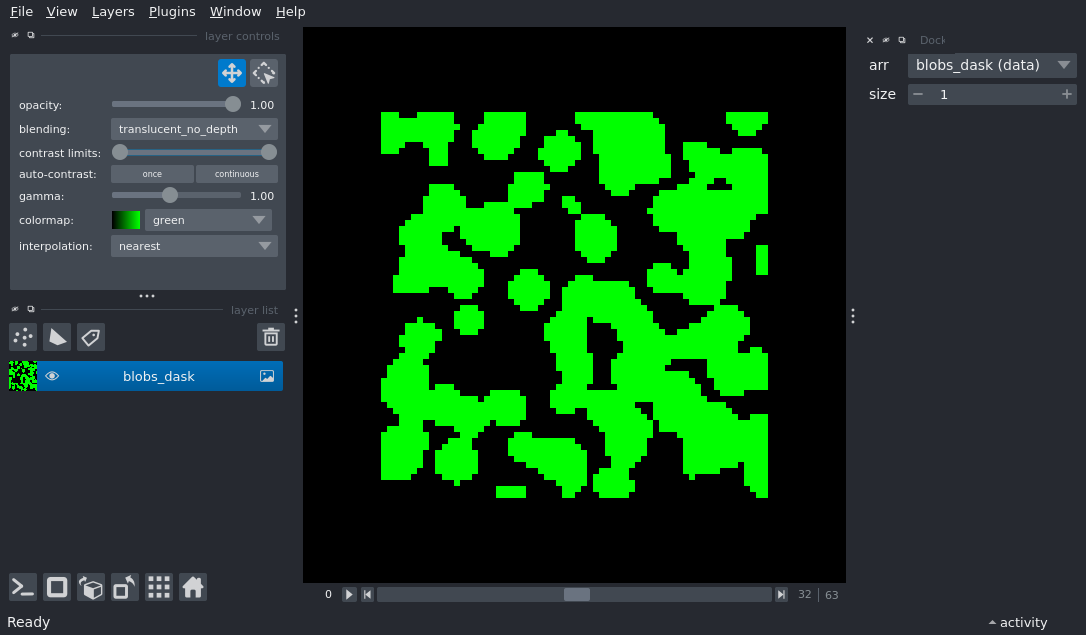 File View Layers Plugins Window Help
layer controls
opacity: 1.00
blending: translucent_no_depth
contrast limits:
auto-contrast: once continuous
gamma: 1.00
colormap: green
interpolation: nearest
layer list
blobs_dask
0 32 63
Dock
arr blobs_dask (data)
size 1
Ready
activity